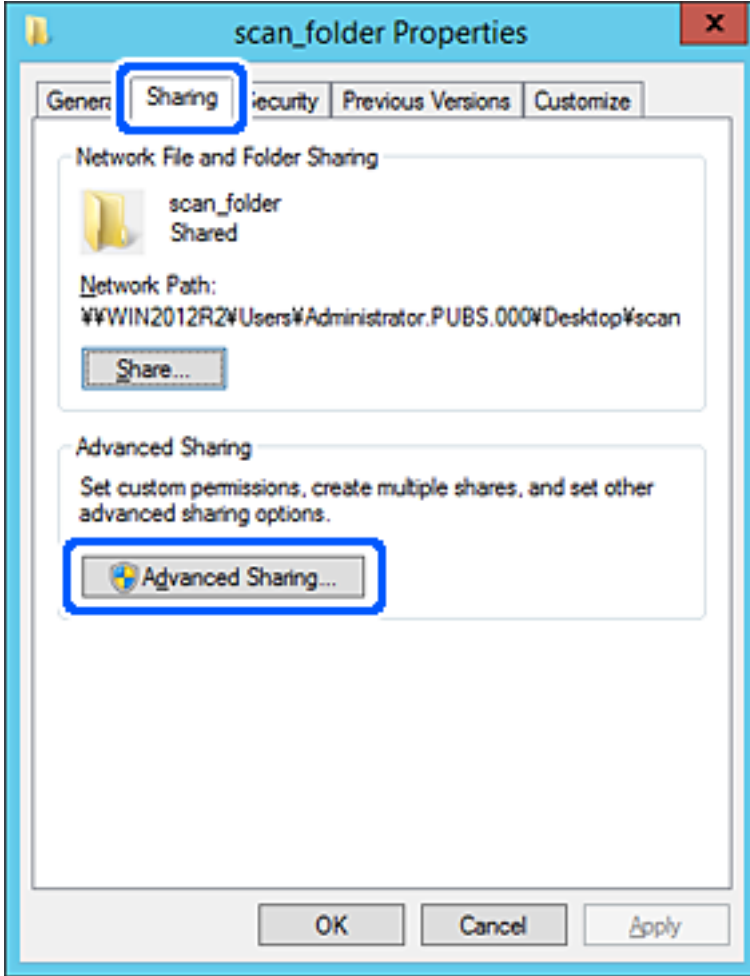 scan_folder Properties
x
Sharing
Previous Versions
Customize
Network File and Folder Sharing
scan_folder
Shared
Network Path:
¥¥WIN2012R2¥Users¥Administrator.PUBS.000¥Desktop¥scan
Share...
Advanced Sharing
Set custom permissions, create multiple shares, and set other
advanced sharing options.
Advanced Sharing...
OK
Cancel
Apply